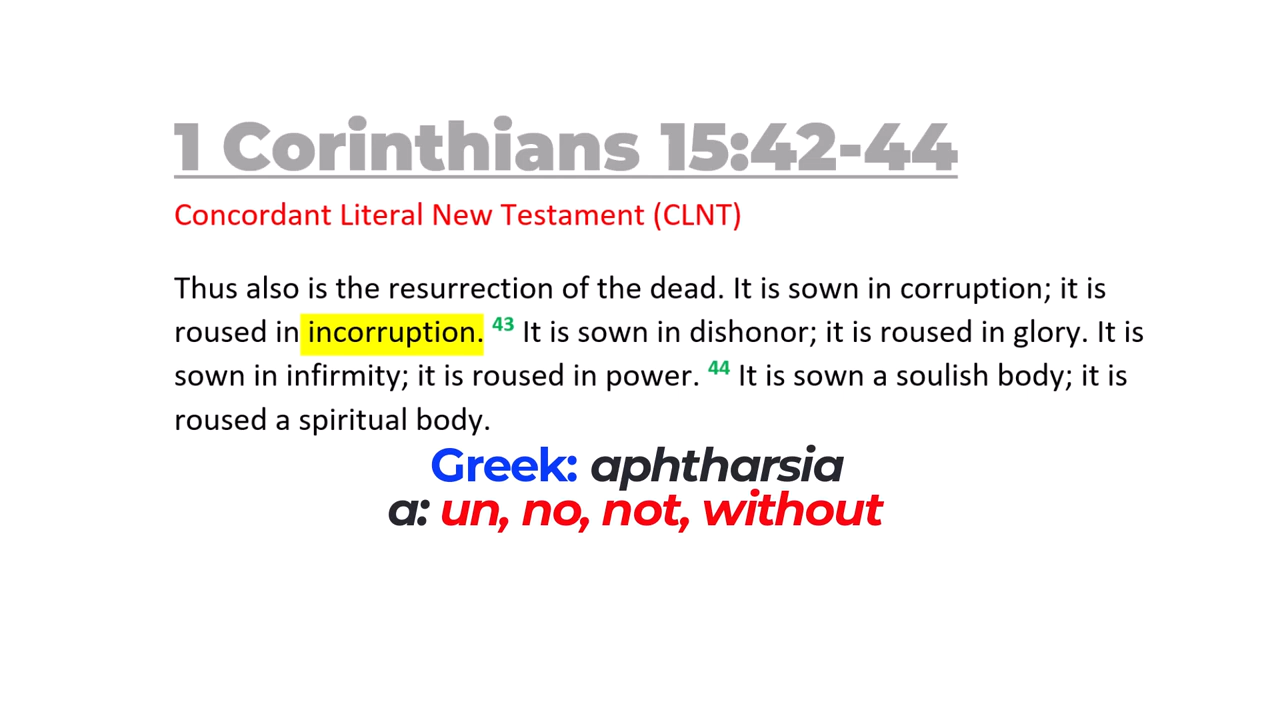 1 Corinthians 15:42-44
Concordant Literal New Testament (CLNT)
Thus also is the resurrection of the dead. It is sown in corruption; it is
roused in incorruption. 43 It is sown in dishonor; it is roused in glory. It is
sown in infirmity; it is roused in power. 44 It is sown a soulish body; it is
roused a spiritual body.
Greek: aphtharsia
a: un, no, not, without